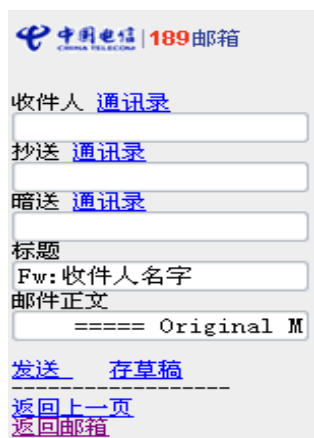 中国电信 CHINA TELECOM |189邮箱
收件人 通讯录
抄送 通讯录
暗送 通讯录
标题
Fw:收件人名字
邮件正文
===== Original M
发送 存草稿
------------------
返回上一页
返回邮箱